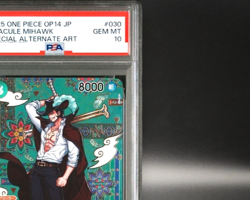 5 ONE PIECE OP14 JP #030
ACULE MIHAWK GEM MT
ECIAL ALTERNATE ART 10
PSA
8000